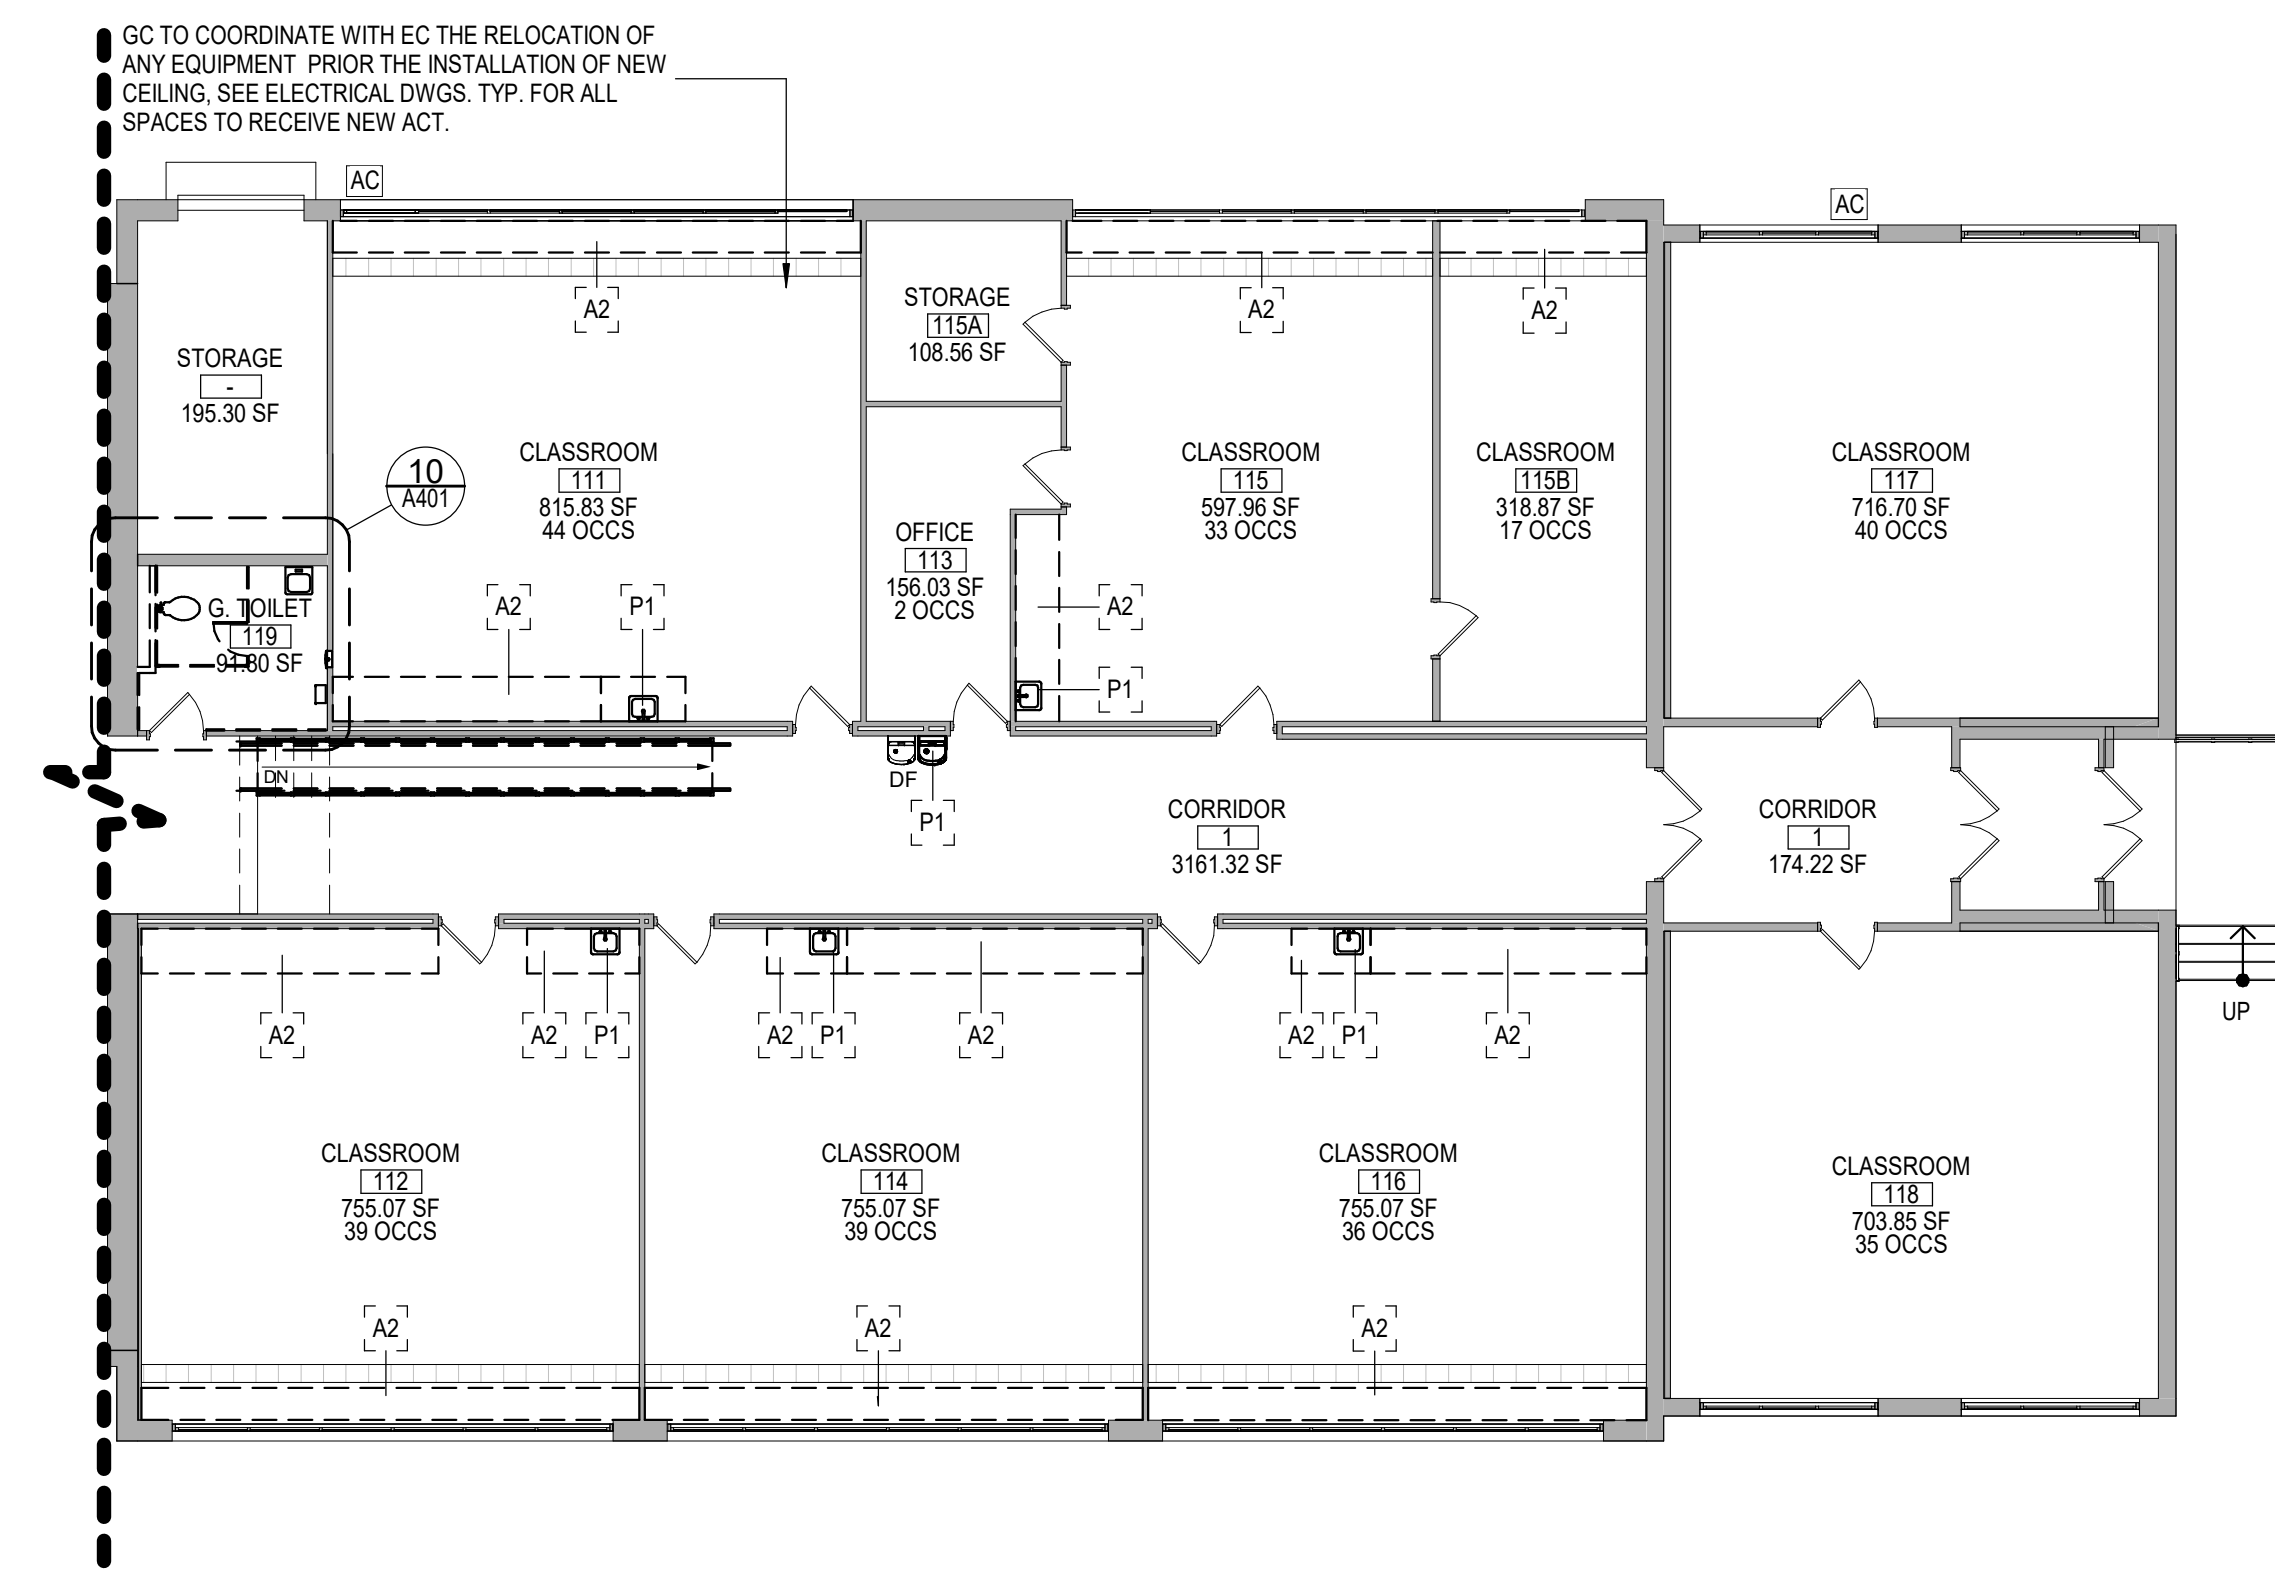 GC TO COORDINATE WITH EC THE RELOCATION OF
ANY EQUIPMENT PRIOR THE INSTALLATION OF NEW
CEILING, SEE ELECTRICAL DWGS. TYP. FOR ALL
SPACES TO RECEIVE NEW ACT.
AC
AC
A2
A2
A2
STORAGE
115A
108.56 SF
STORAGE
-
195.30 SF
10
A401
CLASSROOM
111
815.83 SF
44 OCCS
CLASSROOM
115
597.96 SF
33 OCCS
CLASSROOM
115B
318.87 SF
17 OCCS
CLASSROOM
117
716.70 SF
40 OCCS
OFFICE
113
156.03 SF
2 OCCS
G. TOILET
119
91.80 SF
A2
P1
A2
P1
DN
DF
P1
CORRIDOR
1
3161.32 SF
CORRIDOR
1
174.22 SF
UP
A2
A2
P1
A2
P1
A2
A2
P1
A2
CLASSROOM
112
755.07 SF
39 OCCS
CLASSROOM
114
755.07 SF
39 OCCS
CLASSROOM
116
755.07 SF
36 OCCS
CLASSROOM
118
703.85 SF
35 OCCS
A2
A2
A2